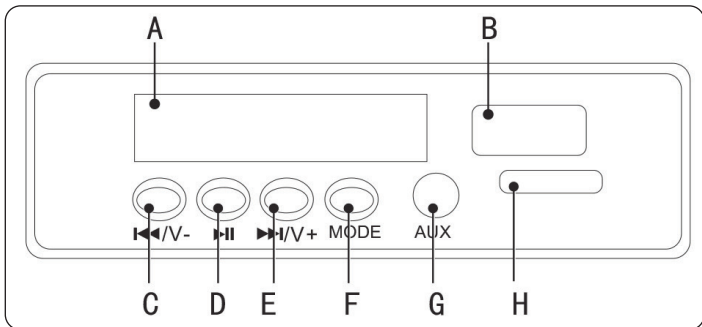 A B
⏮/V- ⏯ ⏭/V+ MODE AUX
C D E F G H